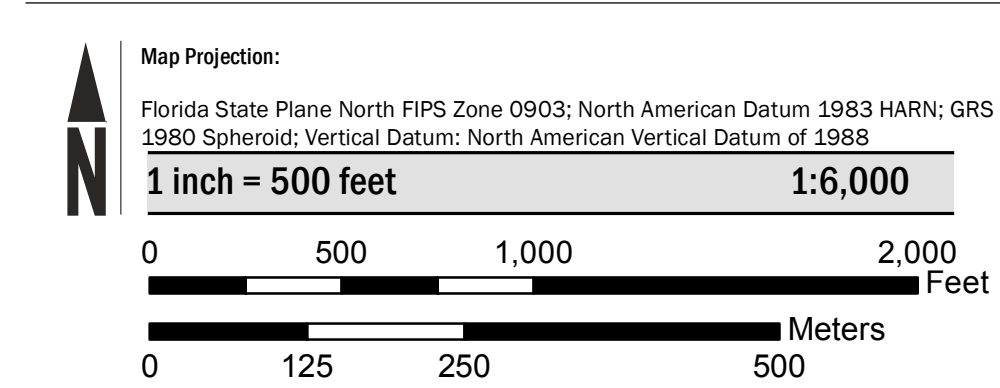 Map Projection:
Florida State Plane North FIPS Zone 0903; North American Datum 1983 HARN; GRS
1980 Spheroid; Vertical Datum: North American Vertical Datum of 1988
N
1 inch = 500 feet 1:6,000
0 500 1,000 2,000
Feet
Meters
0 125 250 500